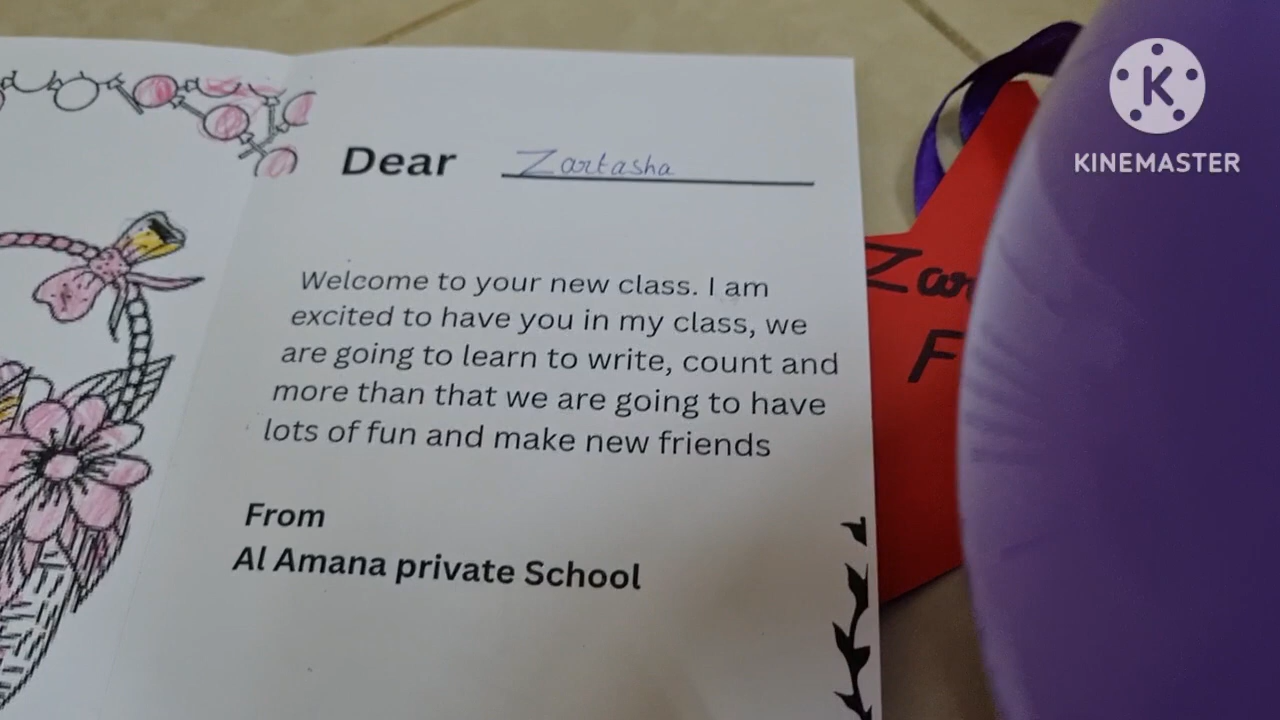 Dear Zartasha
Welcome to your new class. I am
excited to have you in my class, we
are going to learn to write, count and
more than that we are going to have
lots of fun and make new friends
From
Al Amana private School
Zar
F
K
KINEMASTER